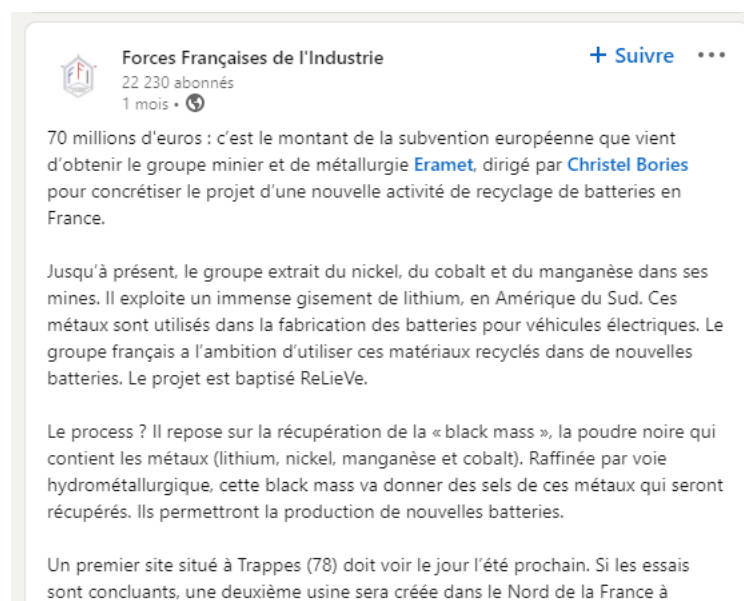 Forces Françaises de l'Industrie
+ Suivre
22 230 abonnés
1 mois •
70 millions d'euros : c’est le montant de la subvention européenne que vient
d’obtenir le groupe minier et de métallurgie Eramet, dirigé par Christel Bories
pour concrétiser le projet d’une nouvelle activité de recyclage de batteries en
France.
Jusqu’à présent, le groupe extrait du nickel, du cobalt et du manganèse dans ses
mines. Il exploite un immense gisement de lithium, en Amérique du Sud. Ces
métaux sont utilisés dans la fabrication des batteries pour véhicules électriques. Le
groupe français a l’ambition d’utiliser ces matériaux recyclés dans de nouvelles
batteries. Le projet est baptisé ReLieVe.
Le process ? Il repose sur la récupération de la « black mass », la poudre noire qui
contient les métaux (lithium, nickel, manganèse et cobalt). Raffinée par voie
hydrométallurgique, cette black mass va donner des sels de ces métaux qui seront
récupérés. Ils permettront la production de nouvelles batteries.
Un premier site situé à Trappes (78) doit voir le jour l’été prochain. Si les essais
sont concluants, une deuxième usine sera créée dans le Nord de la France à